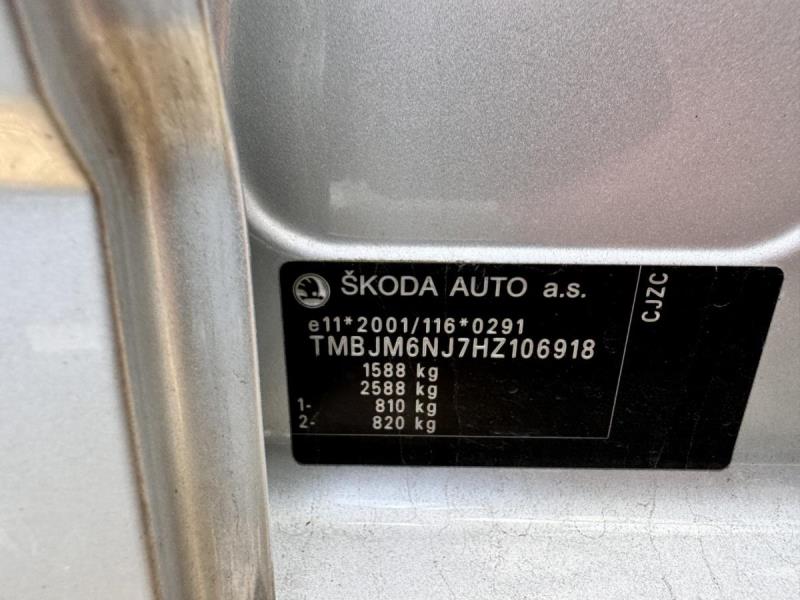 ŠKODA AUTO a.s.
e11*2001/116*0291
TMBJM6NJ7HZ106918
1588 kg
2588 kg
1- 810 kg
2- 820 kg
CJZC